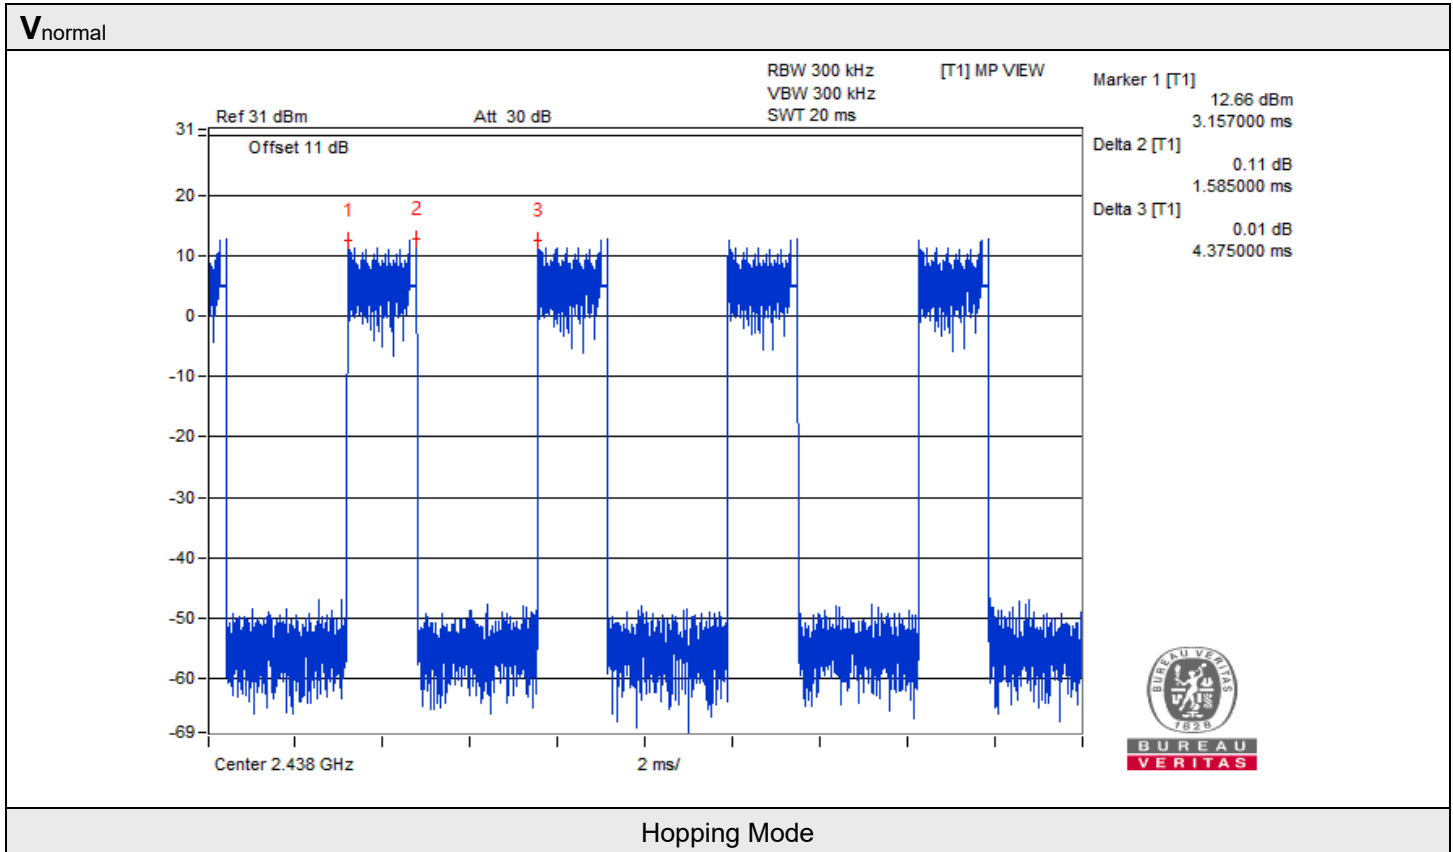 Vnormal
RBW 300 kHz [T1] MP VIEW
VBW 300 kHz
Ref 31 dBm Att 30 dB SWT 20 ms
Marker 1 [T1]
12.66 dBm
3.157000 ms
Delta 2 [T1]
0.11 dB
1.585000 ms
Delta 3 [T1]
0.01 dB
4.375000 ms
31
Offset 11 dB
20
1 2 3
10
0
-10
-20
-30
-40
-50
-60
-69
Center 2.438 GHz 2 ms/
BUREAU VERITAS
1828
BUREAU
VERITAS
Hopping Mode